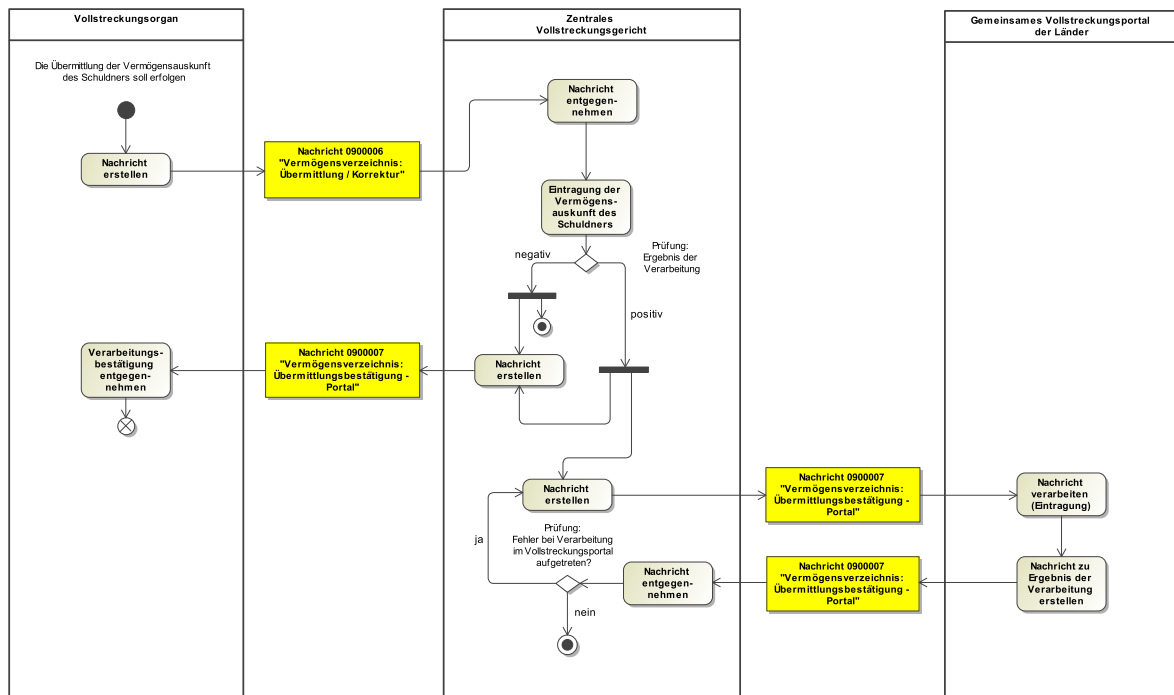 Vollstreckungsorgan
Zentrales
Vollstreckungsgericht
Gemeinsames Vollstreckungsportal
der Länder
Die Übermittlung der Vermögensauskunft
des Schuldners soll erfolgen
Nachricht
erstellen
Nachricht 0900006
"Vermögensverzeichnis:
Übermittlung / Korrektur"
Nachricht
entgegen-
nehmen
Eintragung der
Vermögens-
auskunft des
Schuldners
Prüfung:
Ergebnis der
Verarbeitung
negativ
positiv
Verarbeitungs-
bestätigung
entgegen-
nehmen
Nachricht 0900007
"Vermögensverzeichnis:
Übermittlungsbestätigung -
Portal"
Nachricht
erstellen
Nachricht
erstellen
Nachricht 0900007
"Vermögensverzeichnis:
Übermittlungsbestätigung -
Portal"
Nachricht
verarbeiten
(Eintragung)
ja
Prüfung:
Fehler bei Verarbeitung
im Vollstreckungsportal
aufgetreten?
nein
Nachricht
entgegen-
nehmen
Nachricht 0900007
"Vermögensverzeichnis:
Übermittlungsbestätigung -
Portal"
Nachricht zu
Ergebnis der
Verarbeitung
erstellen